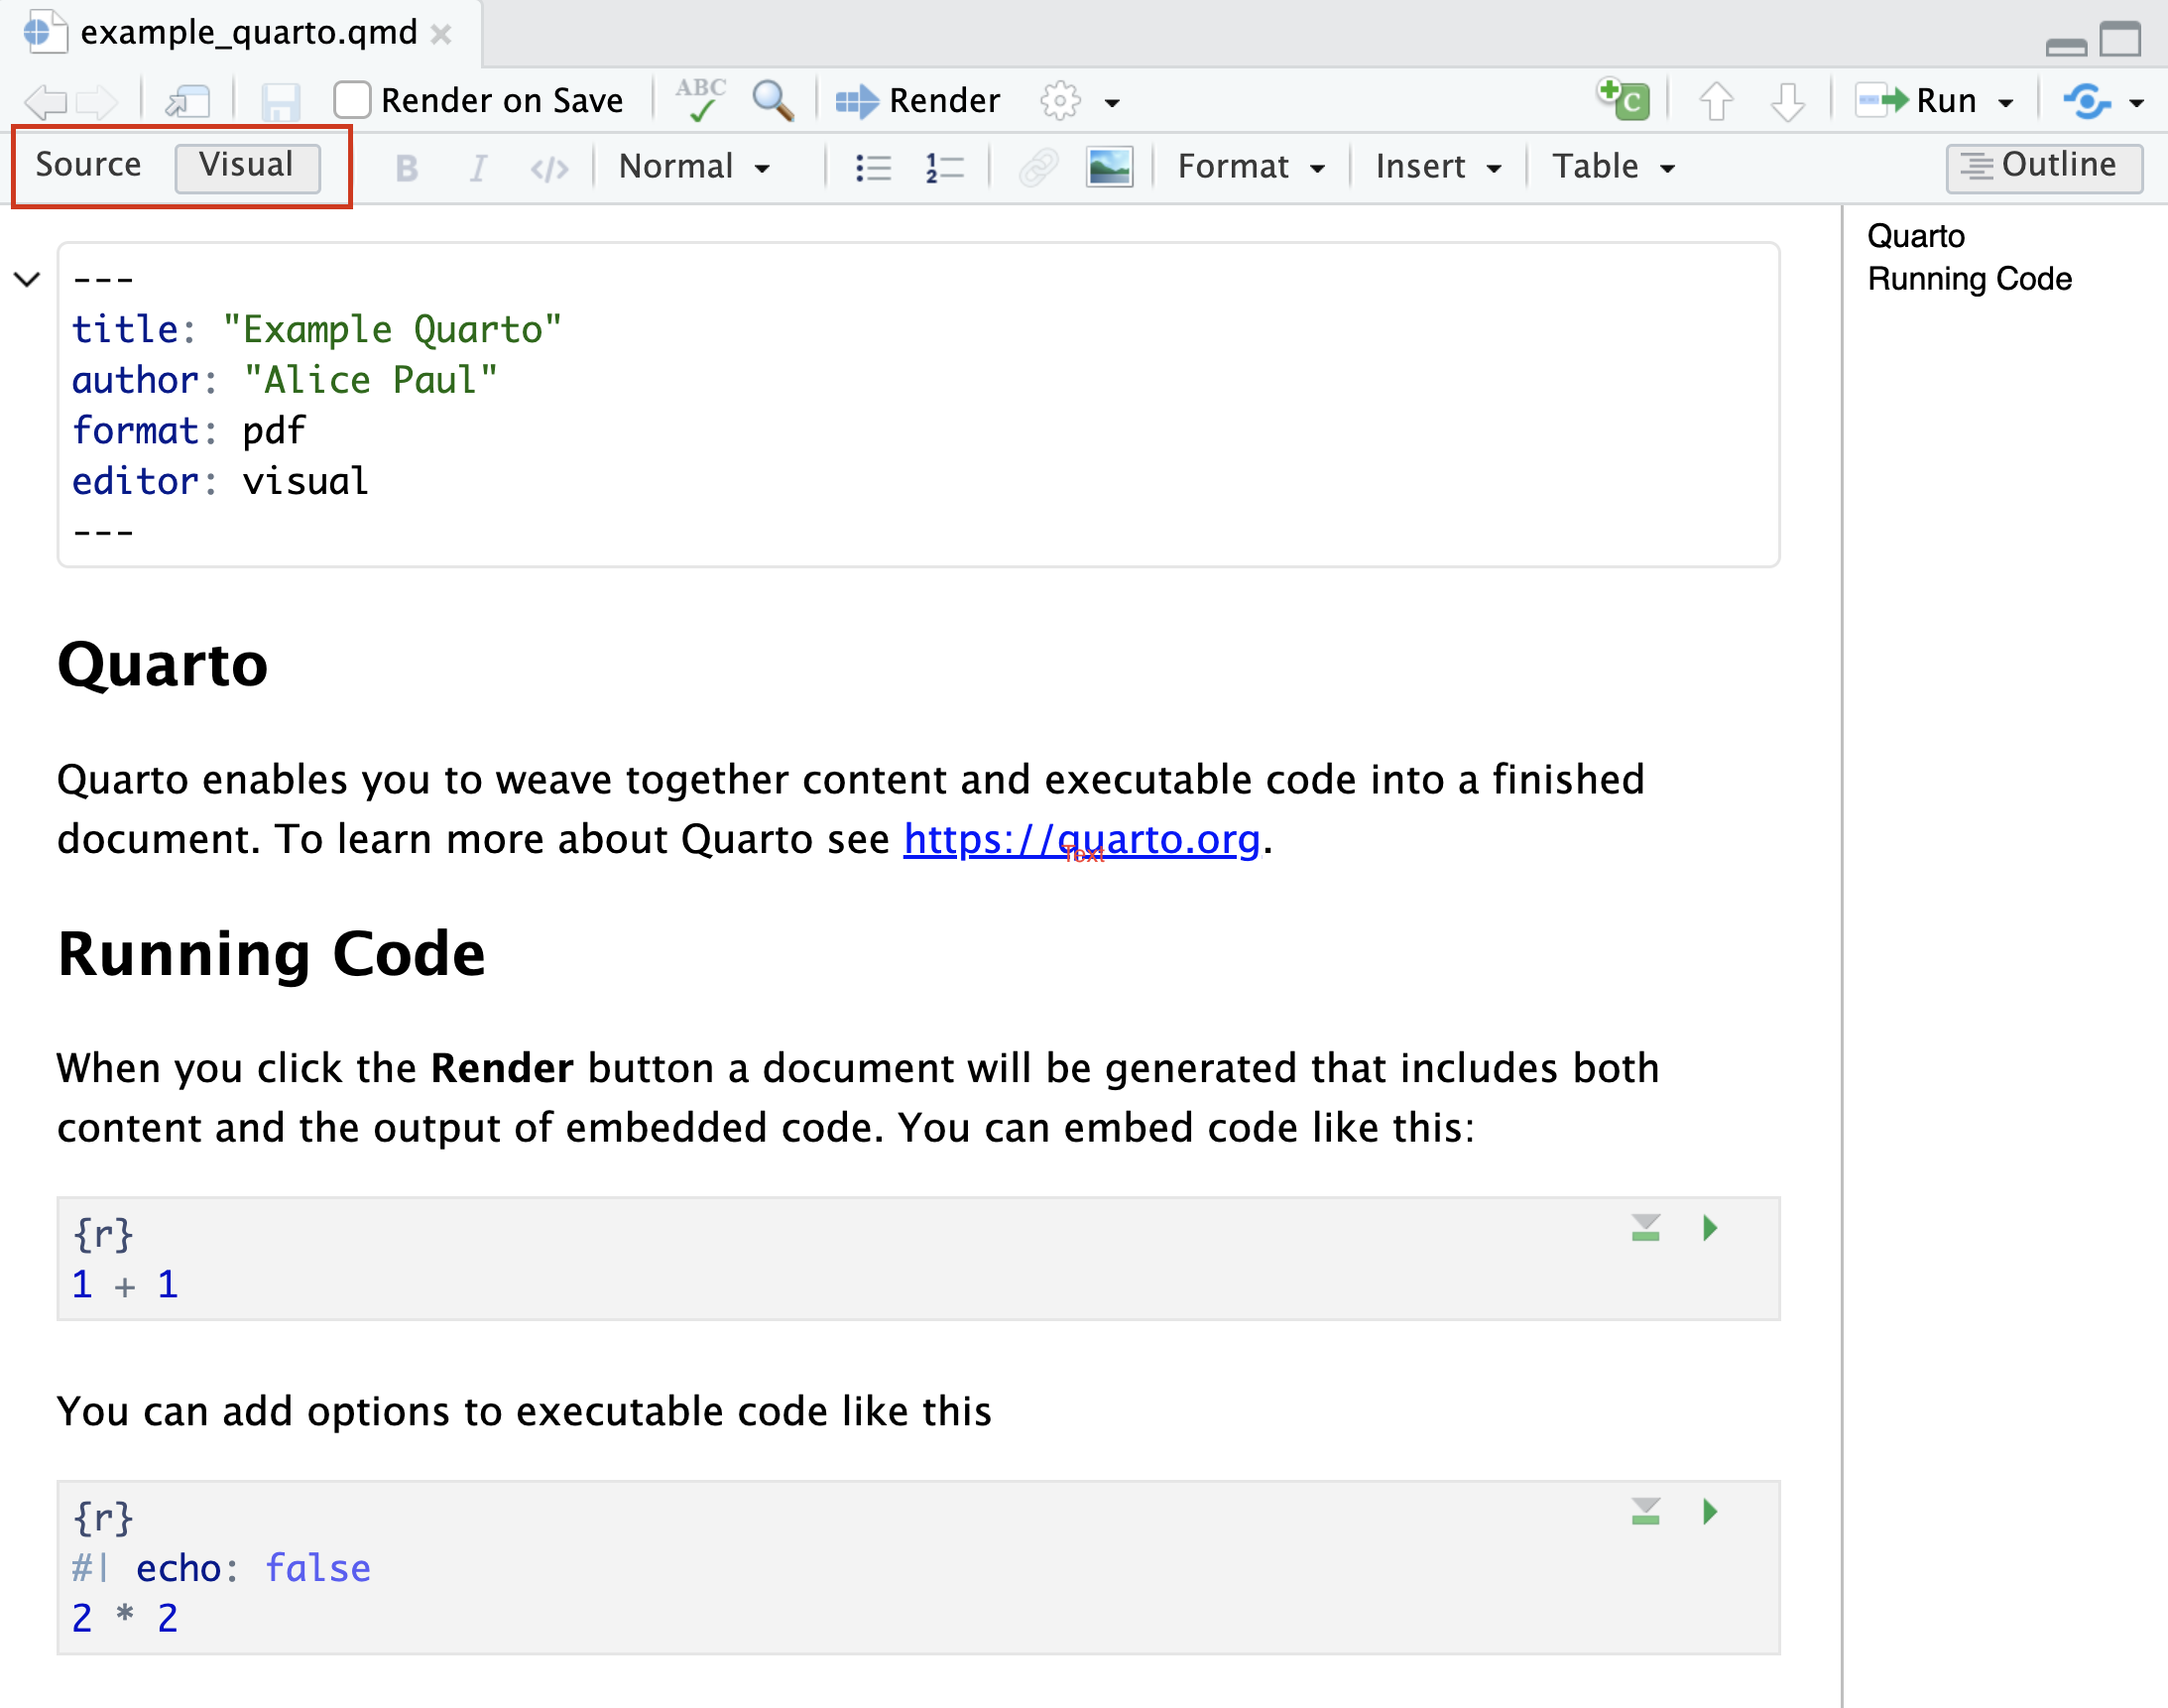 example_quarto.qmd
Render on Save ABC Render C Run
Source Visual B I </> Normal 1 2 Format Insert Table Outline
Quarto
Running Code
---
title: "Example Quarto"
author: "Alice Paul"
format: pdf
editor: visual
---
Quarto
Quarto enables you to weave together content and executable code into a finished
document. To learn more about Quarto see https://quarto.org.
Text
Running Code
When you click the Render button a document will be generated that includes both
content and the output of embedded code. You can embed code like this:
{r}
1 + 1
You can add options to executable code like this
{r}
#| echo: false
2 * 2